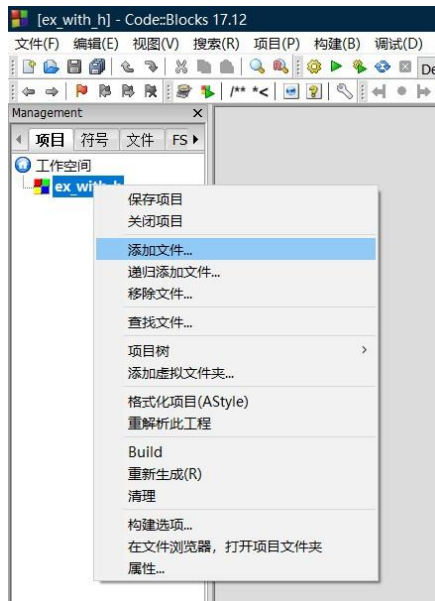 [ex_with_h] - Code::Blocks 17.12
文件(F) 编辑(E) 视图(V) 搜索(R) 项目(P) 构建(B) 调试(D)
De
/** *<
Management
项目 符号 文件 FS
工作空间
ex_with_h
保存项目
关闭项目
添加文件...
递归添加文件...
移除文件...
查找文件...
项目树
添加虚拟文件夹...
格式化项目(AStyle)
重解析此工程
Build
重新生成(R)
清理
构建选项...
在文件浏览器，打开项目文件夹
属性...